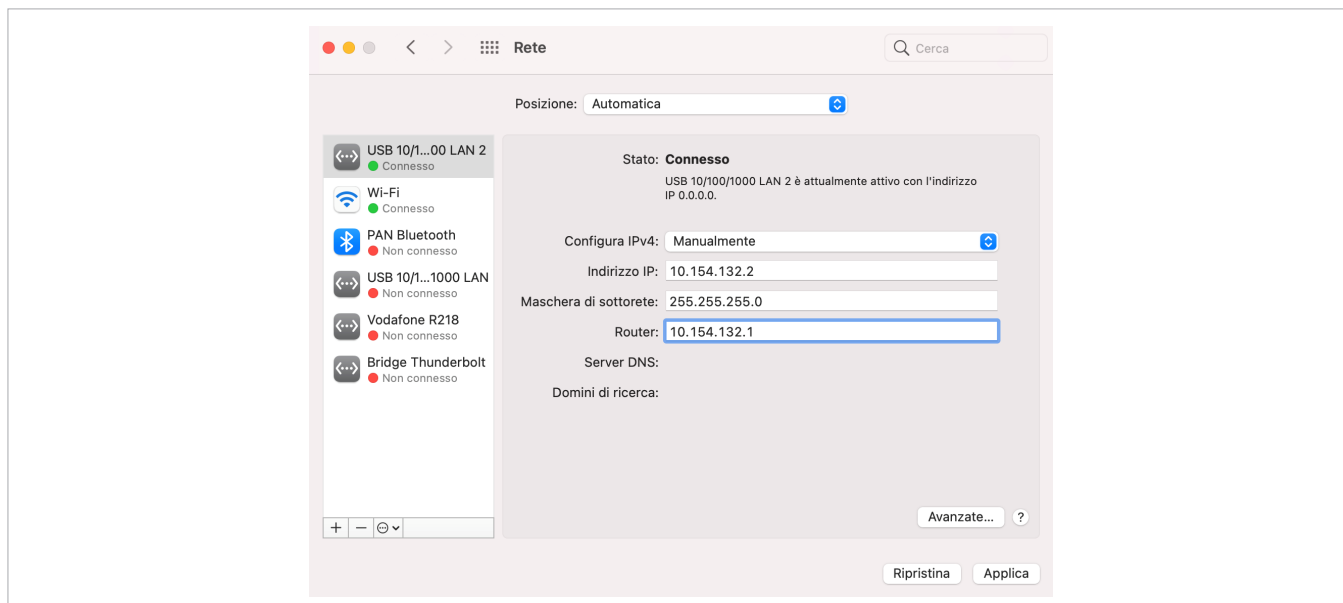 Rete
Cerca
Posizione: Automatica
USB 10/1...00 LAN 2
Connesso
Wi-Fi
Connesso
PAN Bluetooth
Non connesso
USB 10/1...1000 LAN
Non connesso
Vodafone R218
Non connesso
Bridge Thunderbolt
Non connesso
Stato: Connesso
USB 10/100/1000 LAN 2 è attualmente attivo con l'indirizzo
IP 0.0.0.0.
Configura IPv4: Manualmente
Indirizzo IP: 10.154.132.2
Maschera di sottorete: 255.255.255.0
Router: 10.154.132.1
Server DNS:
Domini di ricerca:
Avanzate... ?
Ripristina Applica